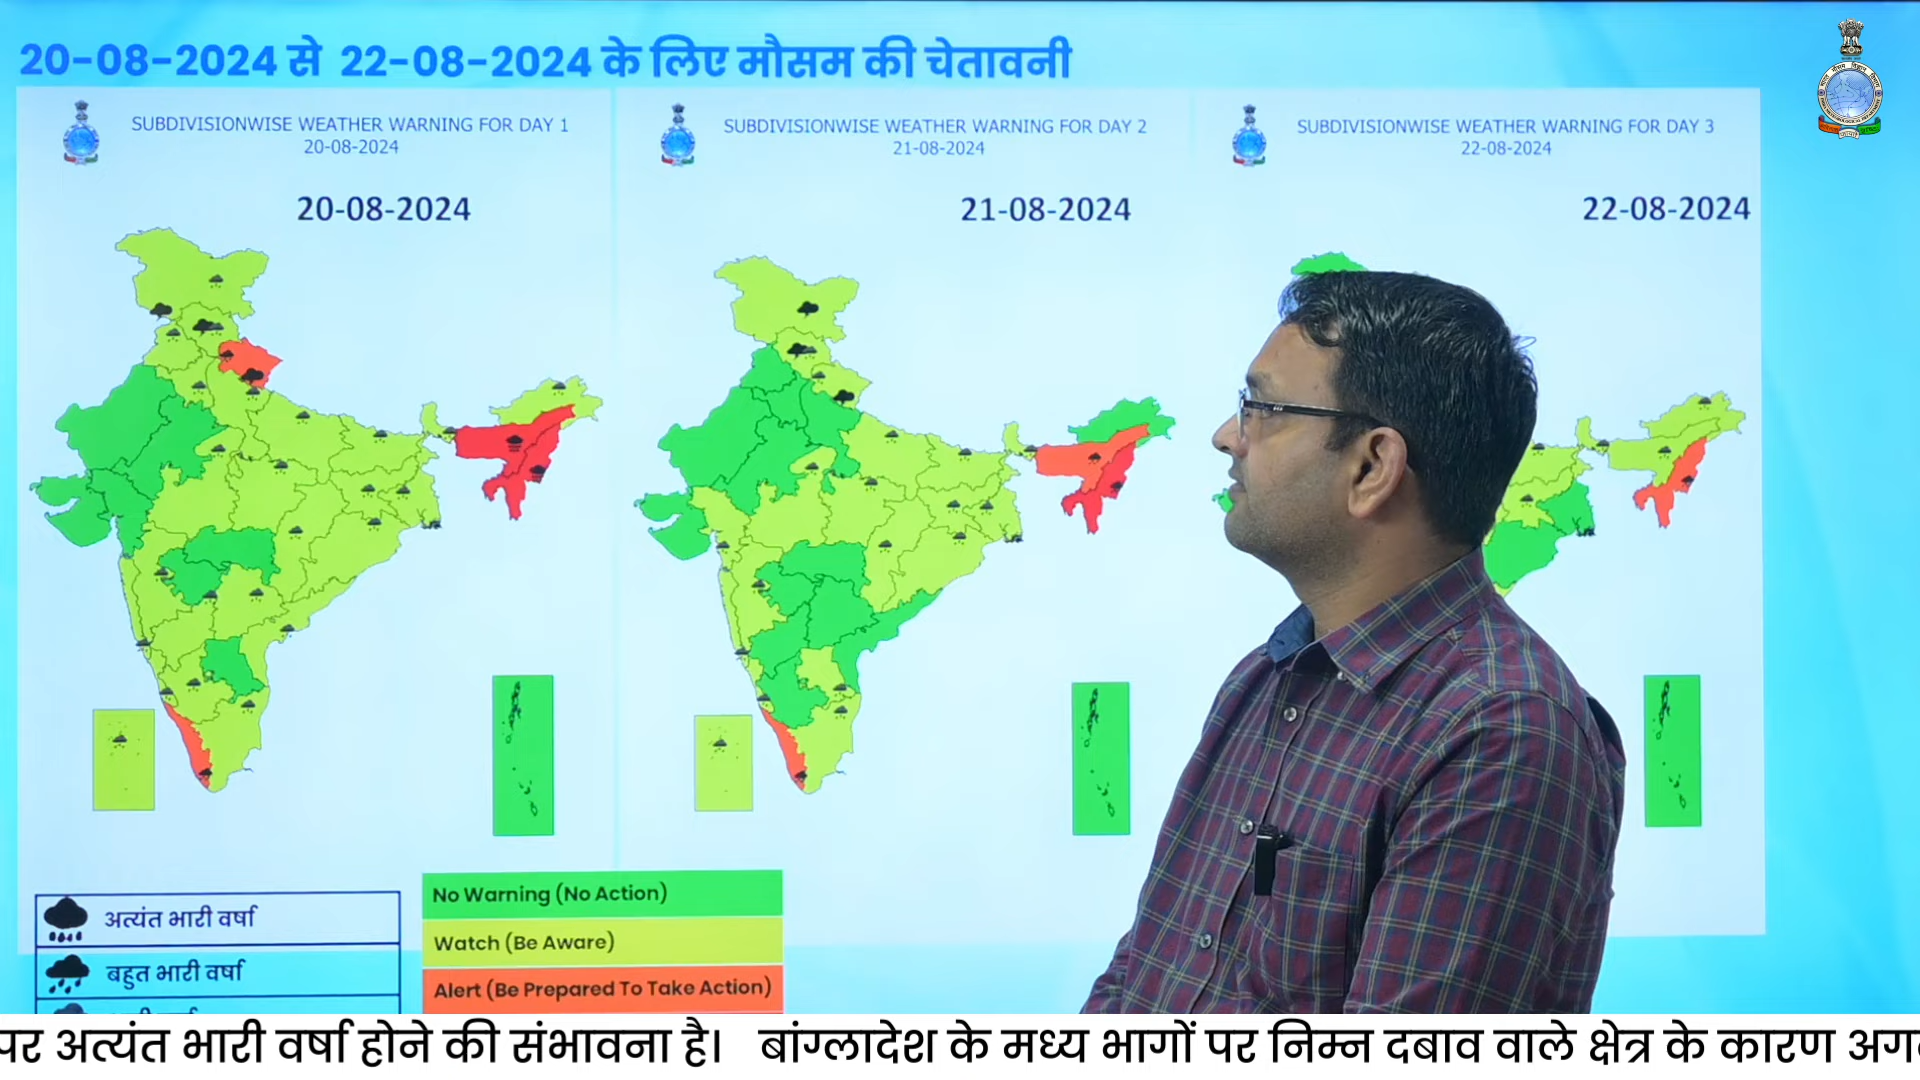 20-08-2024 से 22-08-2024 के लिए मौसम की चेतावनी
SUBDIVISIONWISE WEATHER WARNING FOR DAY 1
20-08-2024
20-08-2024
SUBDIVISIONWISE WEATHER WARNING FOR DAY 2
21-08-2024
21-08-2024
SUBDIVISIONWISE WEATHER WARNING FOR DAY 3
22-08-2024
22-08-2024
अत्यंत भारी वर्षा
बहुत भारी वर्षा
No Warning (No Action)
Watch (Be Aware)
Alert (Be Prepared To Take Action)
पर अत्यंत भारी वर्षा होने की संभावना है। बांग्लादेश के मध्य भागों पर निम्न दबाव वाले क्षेत्र के कारण